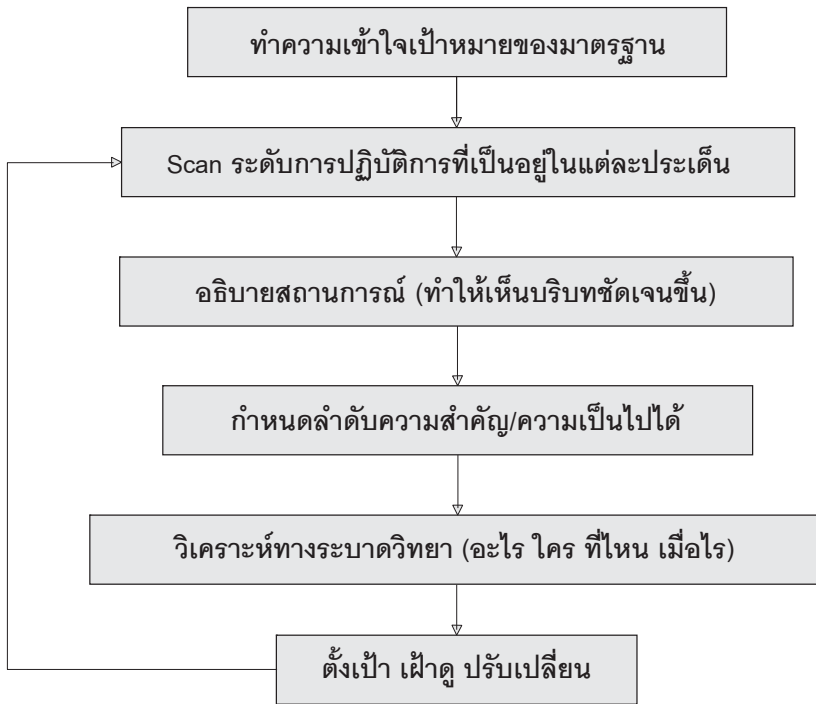 ทำความเข้าใจเป้าหมายของมาตรฐาน
Scan ระดับการปฏิบัติการที่เป็นอยู่ในแต่ละประเด็น
อธิบายสถานการณ์ (ทำให้เห็นบริบทชัดเจนขึ้น)
กำหนดลำดับความสำคัญ/ความเป็นไปได้
วิเคราะห์ทางระบาดวิทยา (อะไร ใคร ที่ไหน เมื่อไร)
ตั้งเป้า เฝ้าดู ปรับเปลี่ยน